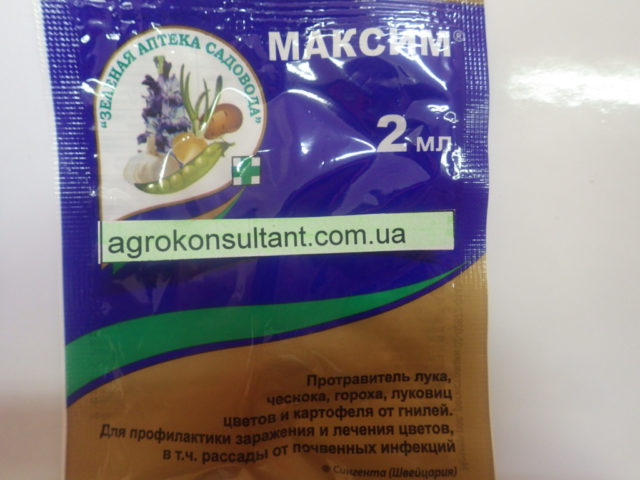 "ЗЕЛЕНАЯ АПТЕКА САДОВОДА"
МАКСИМ®
2 мл
agrokonsultant.com.ua
Протравитель лука,
чеснока, гороха, луковиц
цветов и картофеля от гнилей.
Для профилактики заражения и лечения цветов,
в т.ч. рассады от почвенных инфекций
® Сингента (Швейцария)